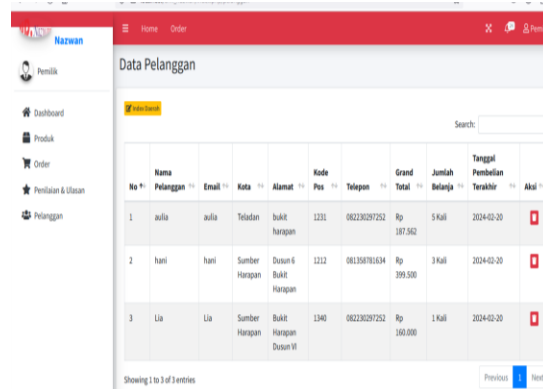 Nazwan
Home Order
Pemi
Pemilik
Data Pelanggan
Dashboard
Index Daerah
Produk
Search:
Order
Penilaian & Ulasan
Pelanggan
No Nama Pelanggan Email Kota Alamat Kode Pos Telepon Grand Total Jumlah Belanja Tanggal Pembelian Terakhir Aksi
1 aulia aulia Teladan bukit harapan 1231 082230297252 Rp 187.562 5 Kali 2024-02-20
2 hani hani Sumber Harapan Dusun 6 Bukit Harapan 1212 081358781634 Rp 399.500 3 Kali 2024-02-20
3 Lia Lia Sumber Harapan Bukit Harapan Dusun VI 1340 082230297252 Rp 160.000 1 Kali 2024-02-20
Showing 1 to 3 of 3 entries
Previous 1 Next